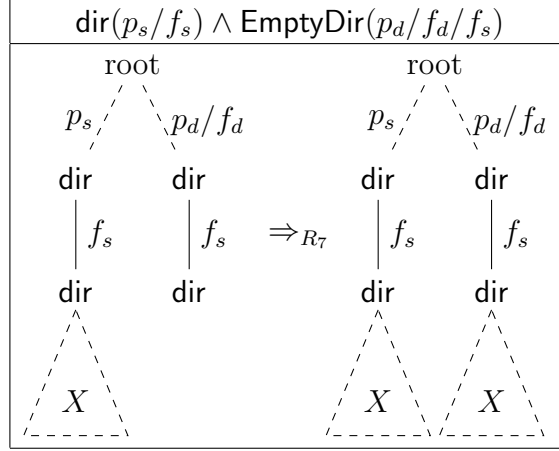 dir(p_s/f_s) ∧ EmptyDir(p_d/f_d/f_s)
root root
p_s p_d/f_d p_s p_d/f_d
dir dir dir dir
f_s f_s ⇒_{R_7} f_s f_s
dir dir dir dir
X X X